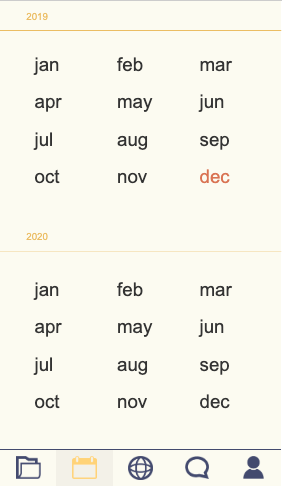 2019
jan feb mar
apr may jun
jul aug sep
oct nov dec
2020
jan feb mar
apr may jun
jul aug sep
oct nov dec